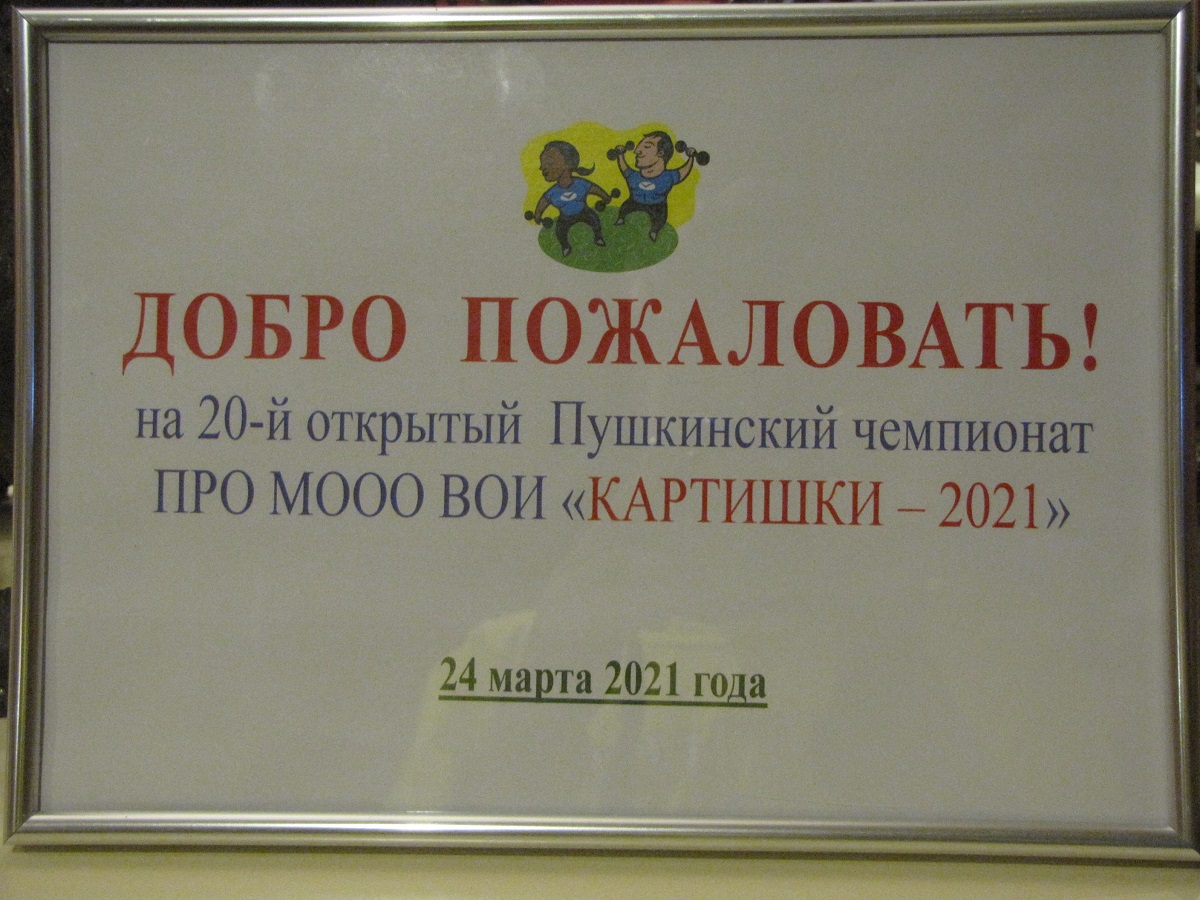 ДОБРО ПОЖАЛОВАТЬ!
на 20-й открытый Пушкинский чемпионат
ПРО МООО ВОИ «КАРТИШКИ – 2021»
24 марта 2021 года